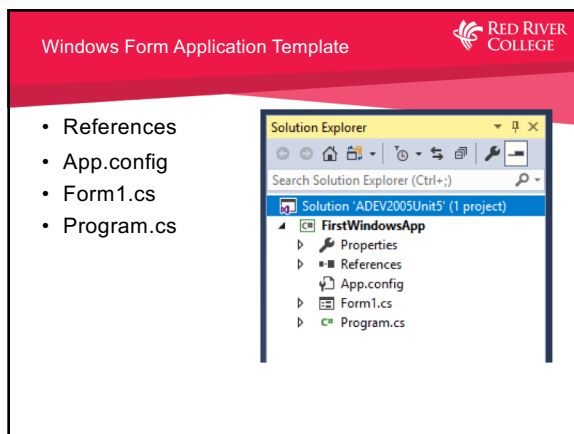 Windows Form Application Template
RED RIVER
COLLEGE
• References
• App.config
• Form1.cs
• Program.cs
Solution Explorer
Search Solution Explorer (Ctrl+;)
Solution 'ADEV2005Unit5' (1 project)
C# FirstWindowsApp
Properties
References
App.config
Form1.cs
C# Program.cs